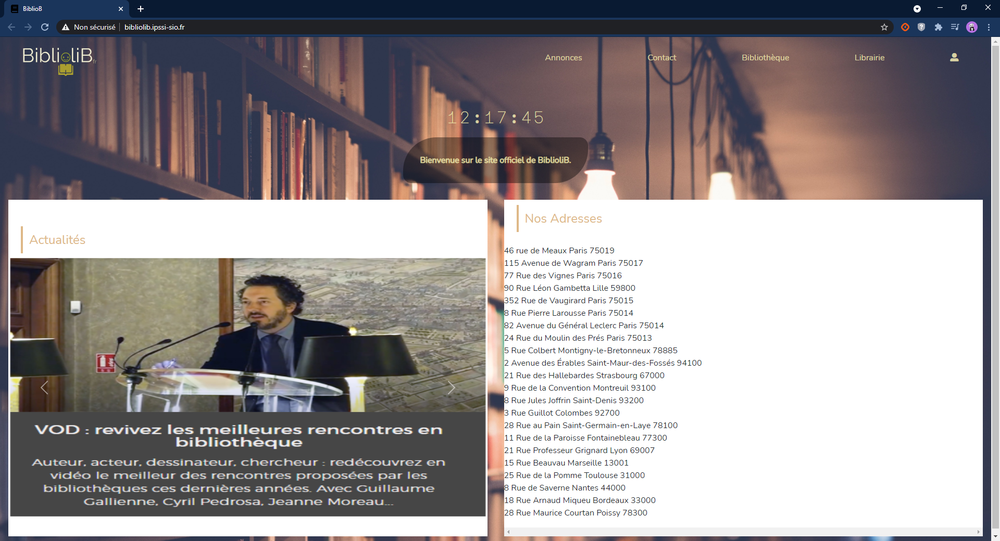 BiblioB
Non sécurisé
bibliolib.ipssi-sio.fr
BiblioliB.fr
Annonces
Contact
Bibliothèque
Librairie
12:17:45
Bienvenue sur le site officiel de BiblioliB.
Actualités
VOD : revivez les meilleures rencontres en
bibliothèque
Auteur, acteur, dessinateur, chercheur : redécouvrez en
vidéo le meilleur des rencontres proposées par les
bibliothèques ces dernières années. Avec Guillaume
Gallienne, Cyril Pedrosa, Jeanne Moreau...
Nos Adresses
46 rue de Meaux Paris 75019
115 Avenue de Wagram Paris 75017
77 Rue des Vignes Paris 75016
90 Rue Léon Gambetta Lille 59800
352 Rue de Vaugirard Paris 75015
8 Rue Pierre Larousse Paris 75014
82 Avenue du Général Leclerc Paris 75014
24 Rue du Moulin des Prés Paris 75013
5 Rue Colbert Montigny-le-Bretonneux 78885
2 Avenue des Érables Saint-Maur-des-Fossés 94100
21 Rue des Hallebardes Strasbourg 67000
9 Rue de la Convention Montreuil 93100
8 Rue Jules Joffrin Saint-Denis 93200
3 Rue Guillot Colombes 92700
28 Rue au Pain Saint-Germain-en-Laye 78100
11 Rue de la Paroisse Fontainebleau 77300
21 Rue Professeur Grignard Lyon 69007
15 Rue Beauvau Marseille 13001
25 Rue de la Pomme Toulouse 31000
8 Rue de Saverne Nantes 44000
18 Rue Arnaud Miqueu Bordeaux 33000
28 Rue Maurice Courtan Poissy 78300